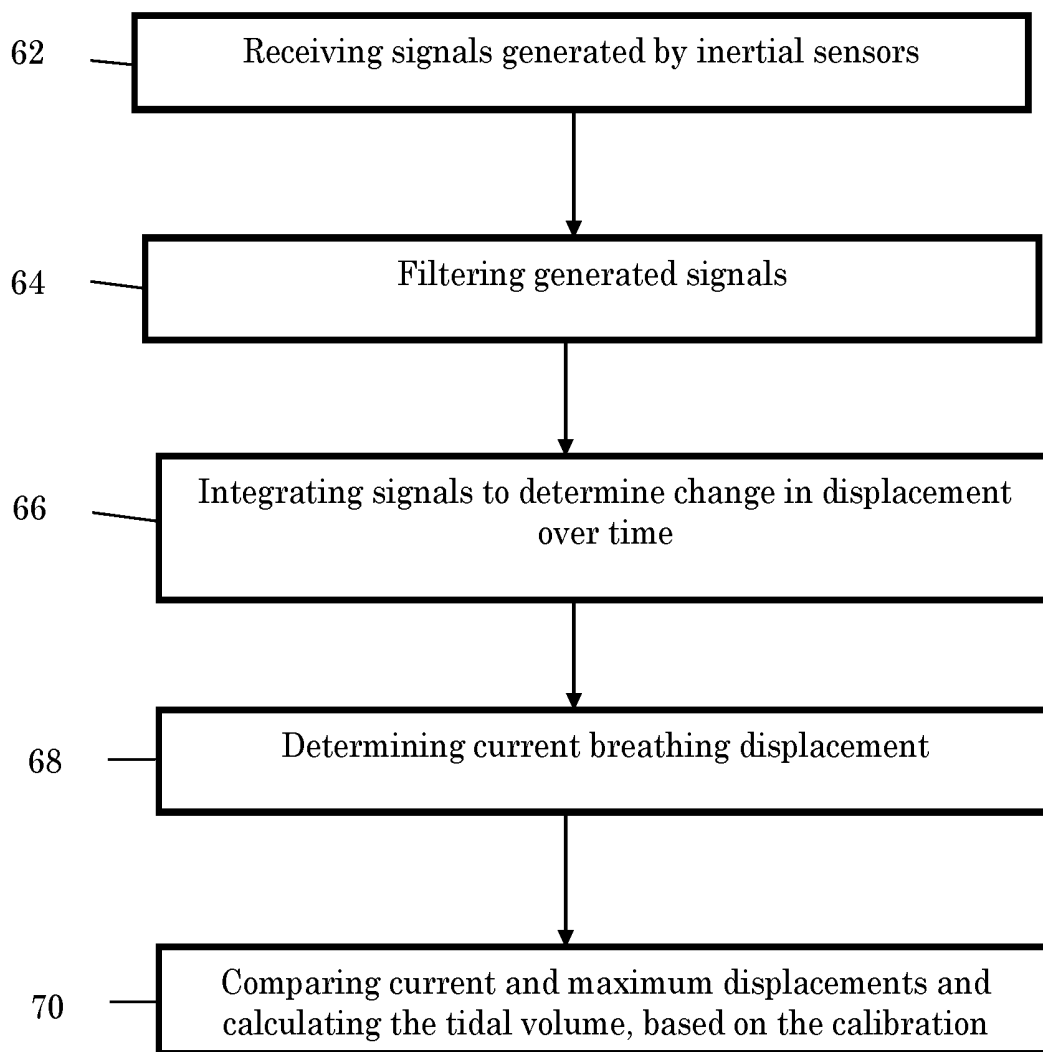 62
Receiving signals generated by inertial sensors
64
Filtering generated signals
66
Integrating signals to determine change in displacement
over time
68
Determining current breathing displacement
70
Comparing current and maximum displacements and
calculating the tidal volume, based on the calibration